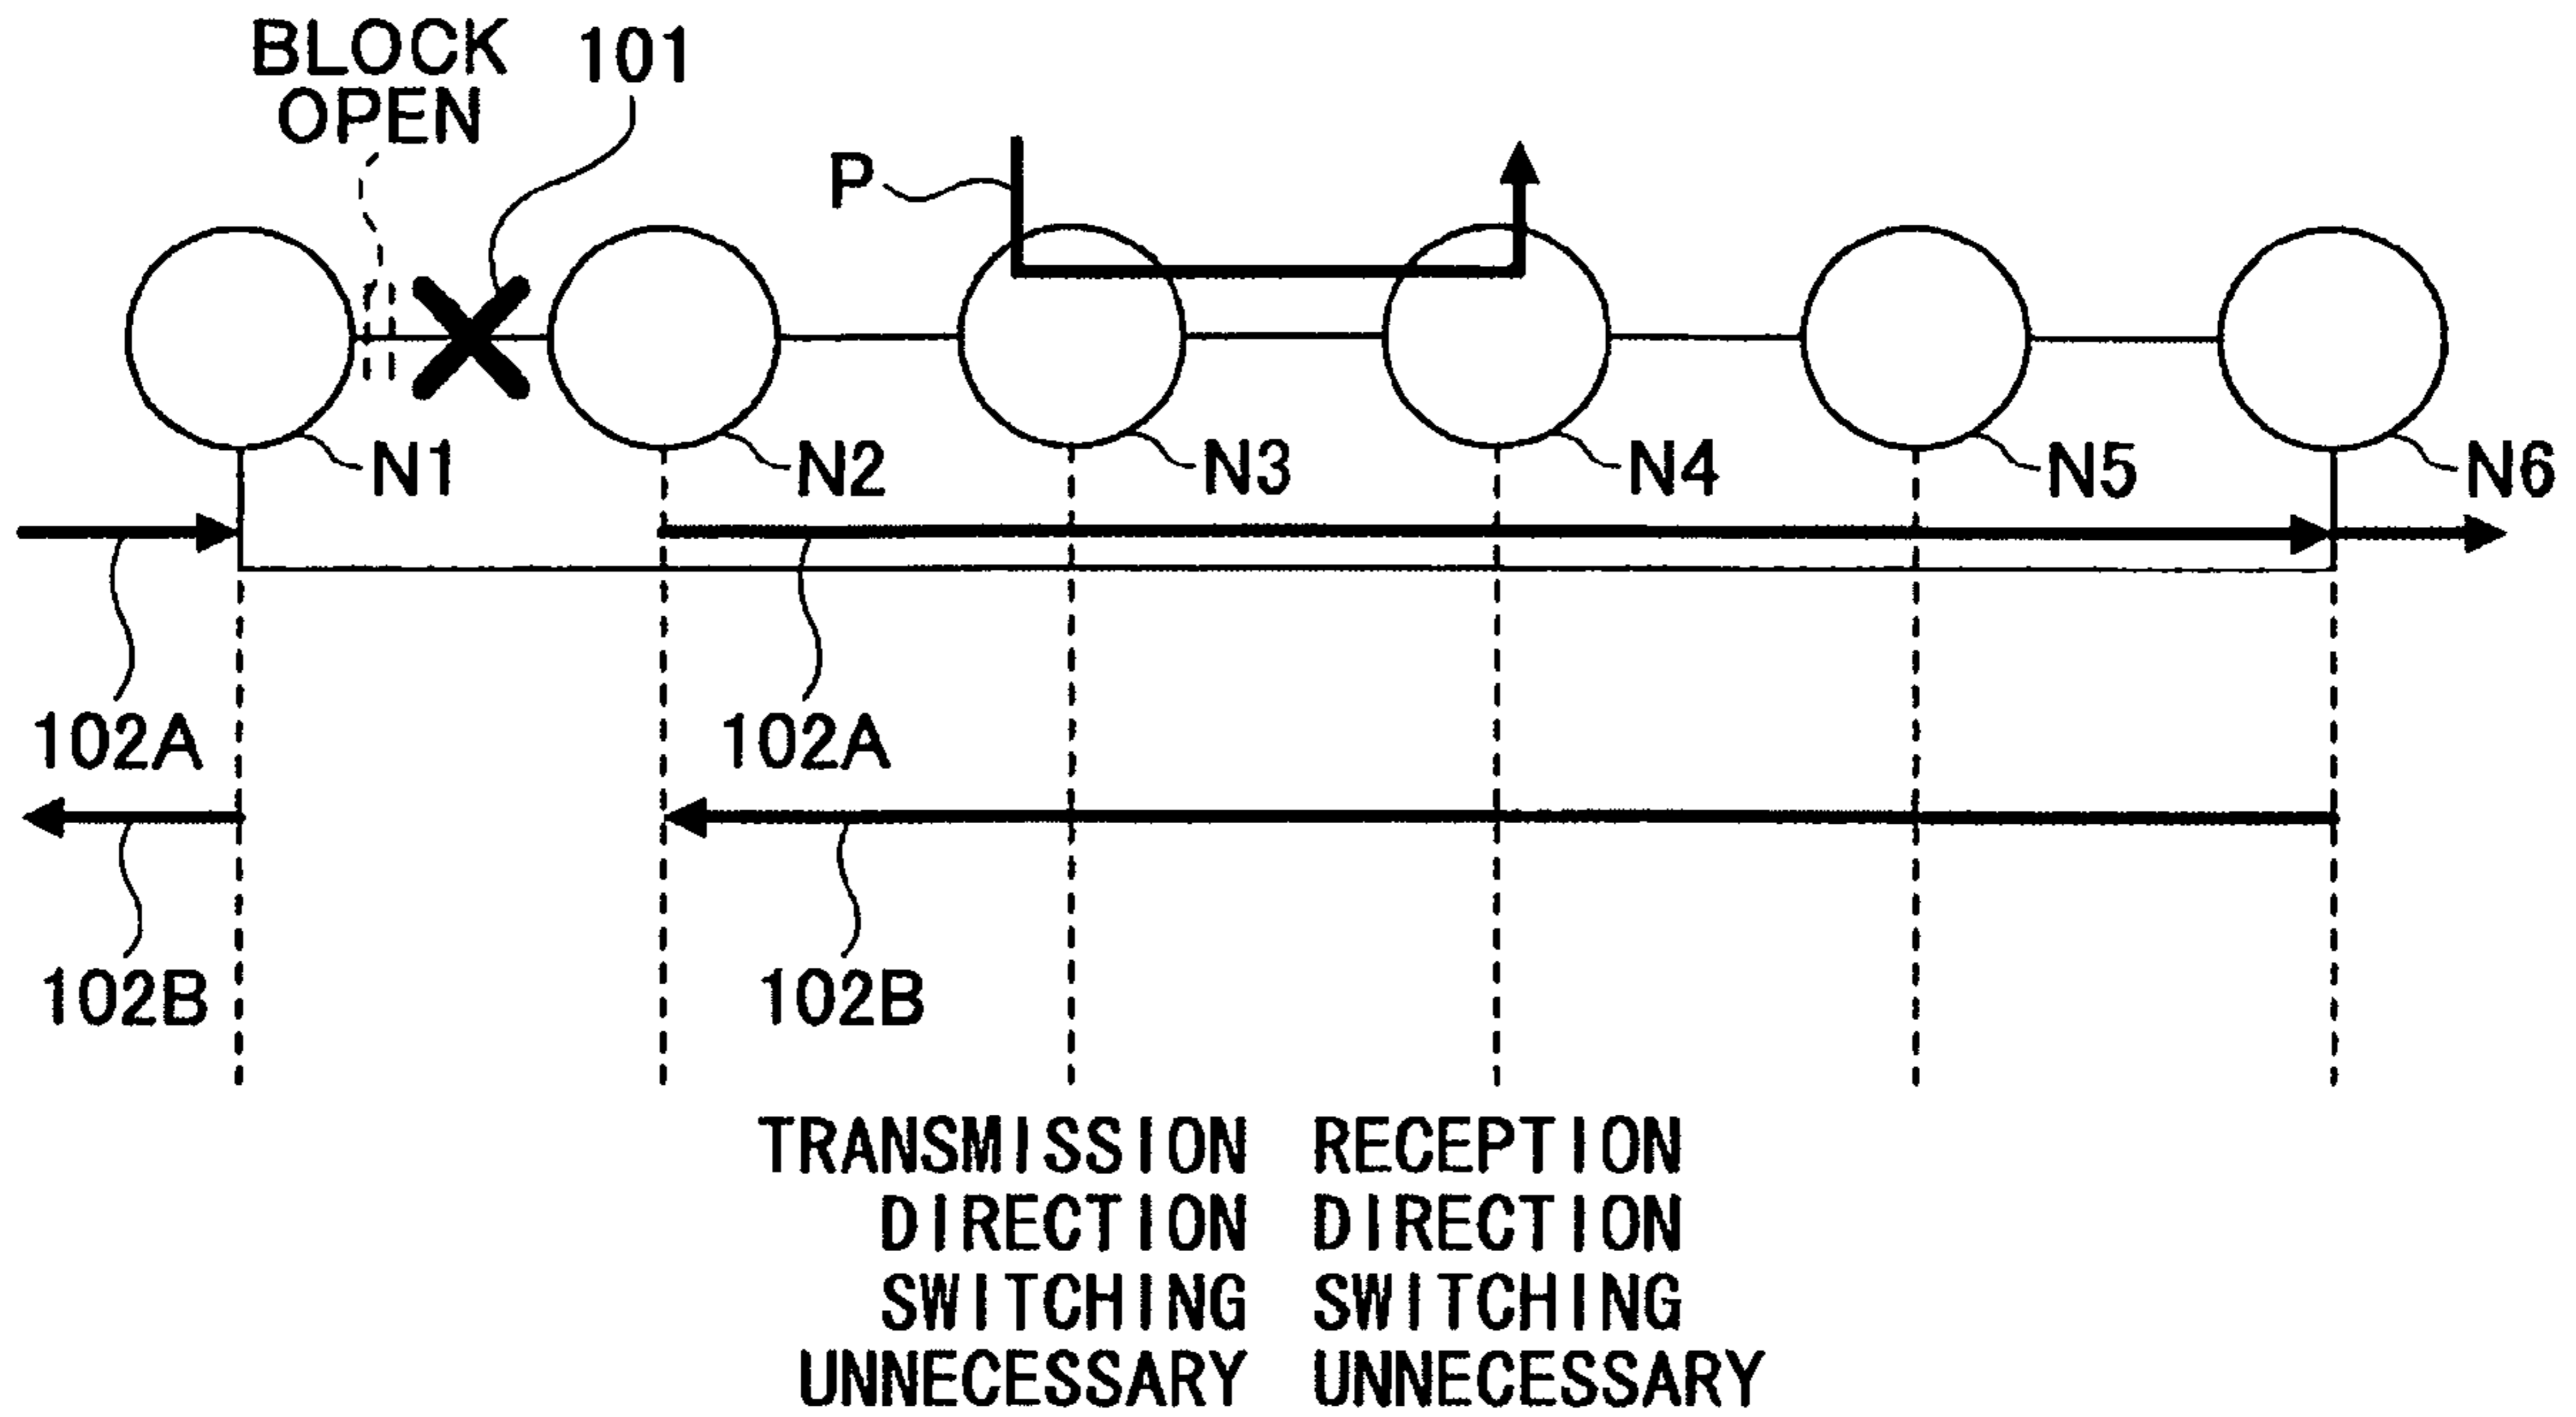 BLOCK
OPEN
101
P
N1
N2
N3
N4
N5
N6
102A
102A
102B
102B
TRANSMISSION
DIRECTION
SWITCHING
UNNECESSARY
RECEPTION
DIRECTION
SWITCHING
UNNECESSARY